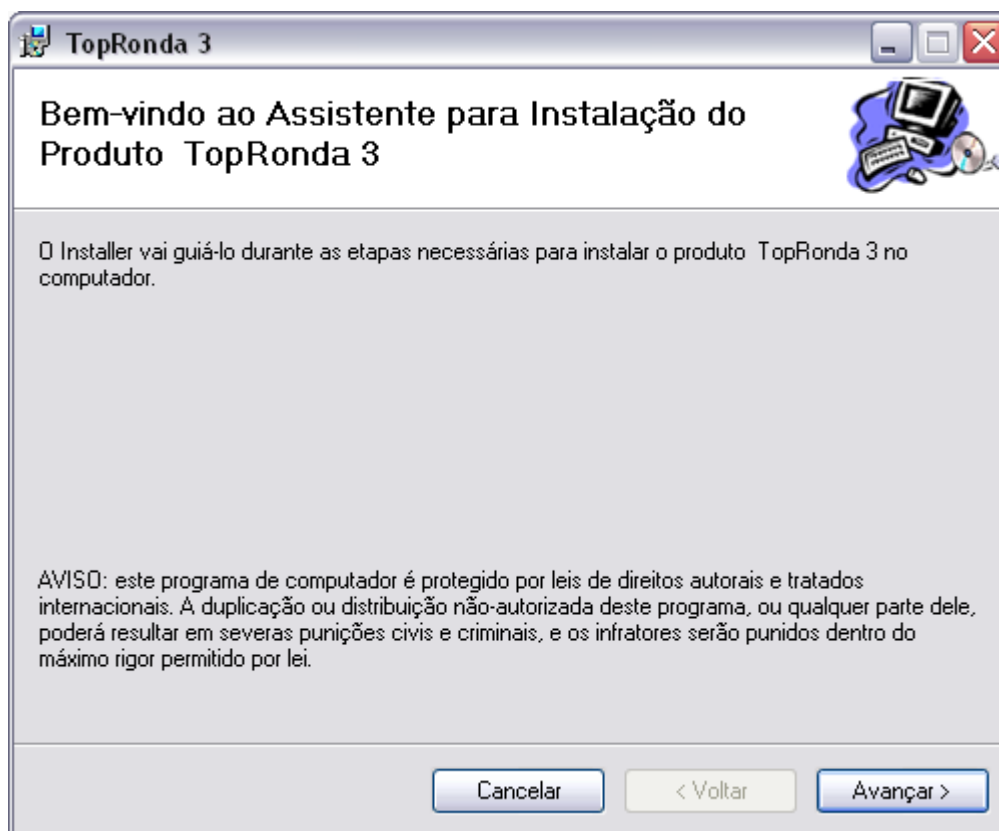 TopRonda 3
Bem-vindo ao Assistente para Instalação do
Produto TopRonda 3
O Installer vai guiá-lo durante as etapas necessárias para instalar o produto TopRonda 3 no
computador.
AVISO: este programa de computador é protegido por leis de direitos autorais e tratados
internacionais. A duplicação ou distribuição não-autorizada deste programa, ou qualquer parte dele,
poderá resultar em severas punições civis e criminais, e os infratores serão punidos dentro do
máximo rigor permitido por lei.
Cancelar
< Voltar
Avançar >